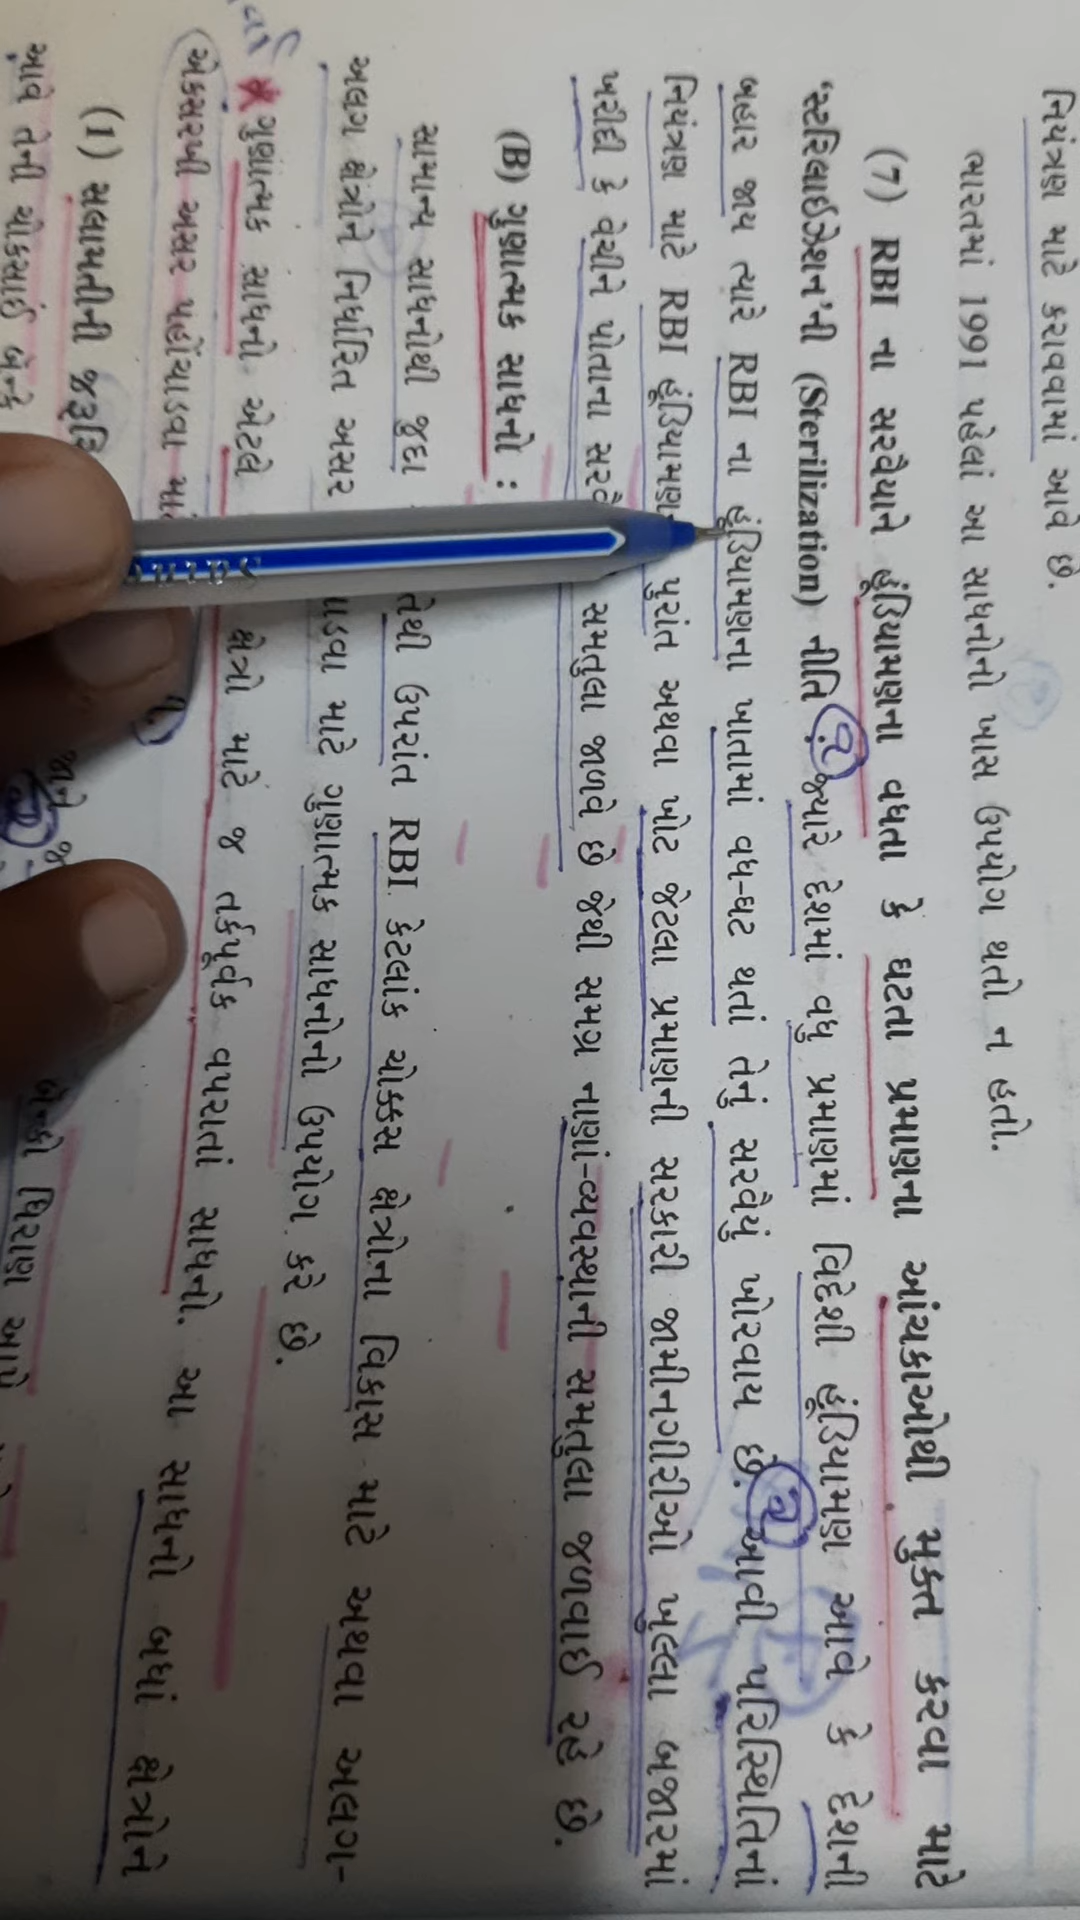 નિયંત્રણ માટે કરાવવામાં આવે છે.
ભારતમાં 1991 પહેલાં આ સાધનોનો ખાસ ઉપયોગ થતો ન હતો.
(7) RBI ના સરવૈયાને હૂંડિયામણના વધતા કે ઘટતા પ્રમાણના આંચકાઓથી મુક્ત કરવા માટે
‘સ્ટરિલાઈઝેશન’ની (Sterilization) નીતિ : જ્યારે દેશમાં વધુ પ્રમાણમાં વિદેશી હૂંડિયામણ આવે કે દેશની
બહાર જાય ત્યારે RBI ના હૂંડિયામણના ખાતામાં વધ-ઘટ થતાં તેનું સરવૈયું ખોરવાય છે. આવી પરિસ્થિતિનાં
નિયંત્રણ માટે RBI હૂંડિયામણ પુરાંત અથવા ખોટ જેટલા પ્રમાણની સરકારી જામીનગીરીઓ ખુલ્લા બજારમાં
ખરીદી કે વેચીને પોતાના સમતુલા જાળવે છે જેથી સમગ્ર નાણાં-વ્યવસ્થાની સમતુલા જળવાઈ રહે છે.
(B) ગુણાત્મક સાધનો :
સામાન્ય સાધનોથી જુદા તેથી ઉપરાંત RBI કેટલાંક ચોક્કસ ક્ષેત્રોના વિકાસ માટે અથવા અલગ-
અલગ ક્ષેત્રોને નિર્ધારિત અસર માટે ગુણાત્મક સાધનોનો ઉપયોગ કરે છે.
ગુણાત્મક સાધનો એટલે ક્ષેત્રો માટે જ તર્કપૂર્વક વપરાતાં સાધનો. આ સાધનો બધાં ક્ષેત્રોને
એકસરખી અસર પહોંચાડવા
(1) સલામતીની
આવે તેની ચોકસાઈ બેન્કે ધિરાણ